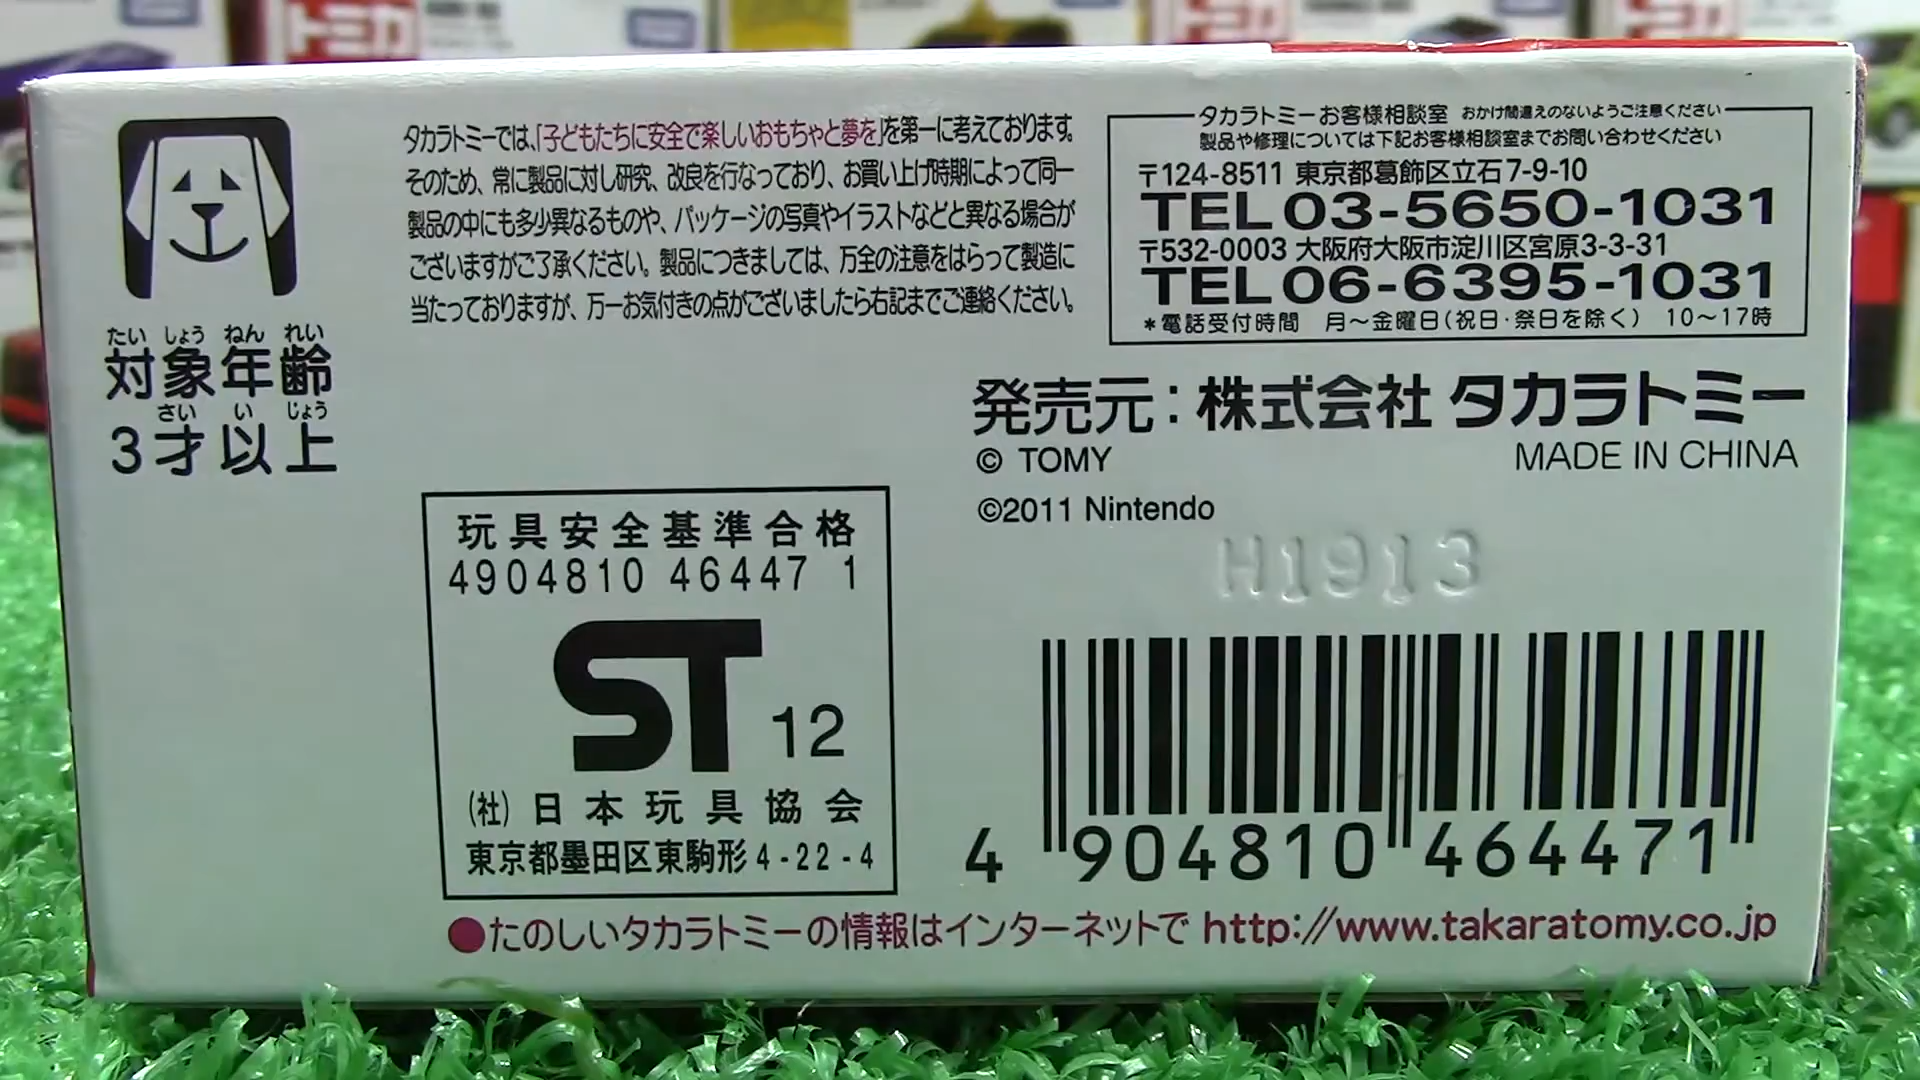 トミカ
たい しょう ねん れい
対象年齢
さい い じょう
3才以上
タカラトミーでは、「子どもたちに安全で楽しいおもちゃと夢を」を第一に考えております。
そのため、常に製品に対し研究、改良を行なっており、お買い上げ時期によって同一
製品の中にも多少異なるものや、パッケージの写真やイラストなどと異なる場合が
ございますがご了承ください。製品につきましては、万全の注意をはらって製造に
当たっておりますが、万一お気付きの点がございましたら右記までご連絡ください。
タカラトミーお客様相談室 おかけ間違えのないようご注意ください
製品や修理については下記お客様相談室までお問い合わせください
〒124-8511 東京都葛飾区立石7-9-10
TEL03-5650-1031
〒532-0003 大阪府大阪市淀川区宮原3-3-31
TEL06-6395-1031
*電話受付時間 月~金曜日(祝日・祭日を除く) 10~17時
発売元:株式会社 タカラトミー
© TOMY
MADE IN CHINA
©2011 Nintendo
H1913
玩具安全基準合格
4904810 46447 1
ST 12
(社)日本玩具協会
東京都墨田区東駒形4-22-4
4 904810 464471
●たのしいタカラトミーの情報はインターネットで http://www.takaratomy.co.jp